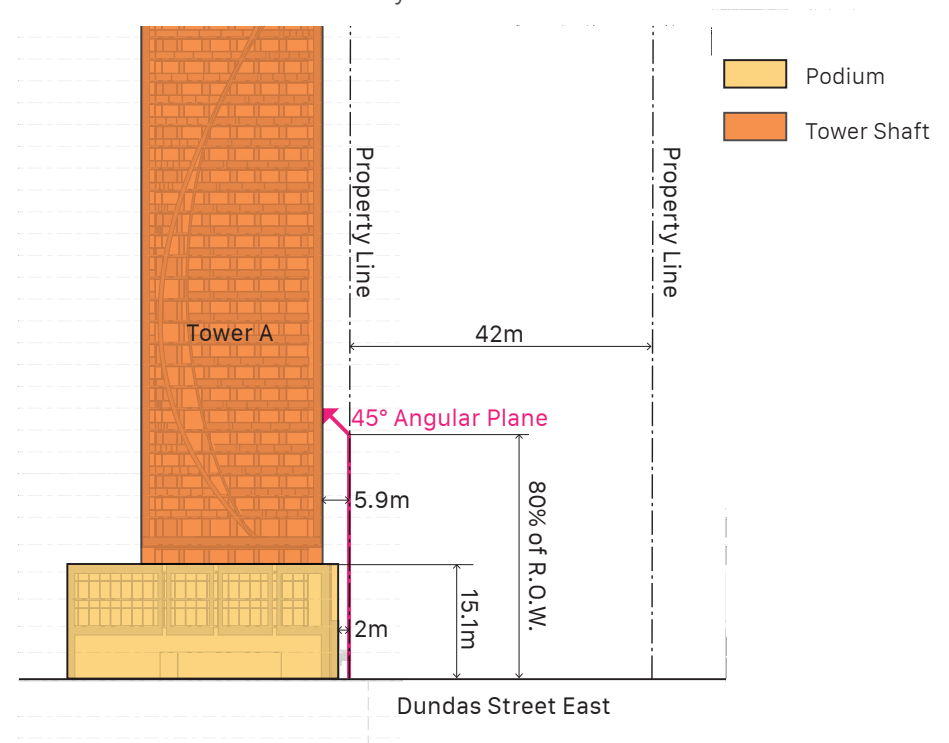 Podium
Tower Shaft
Property Line
Property Line
Tower A
42m
45° Angular Plane
5.9m
80% of R.O.W.
15.1m
2m
Dundas Street East